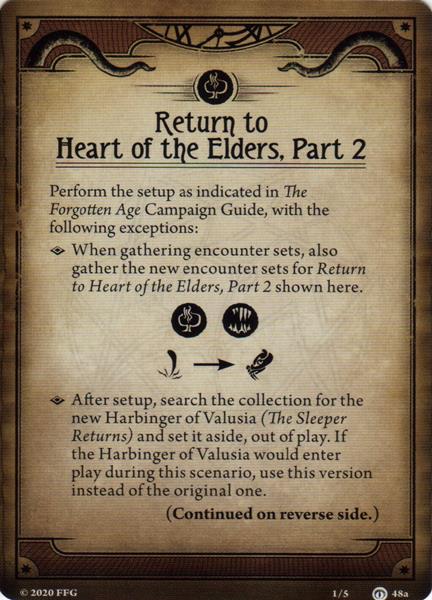 Return to
Heart of the Elders, Part 2
Perform the setup as indicated in The
Forgotten Age Campaign Guide, with the
following exceptions:
When gathering encounter sets, also
gather the new encounter sets for Return
to Heart of the Elders, Part 2 shown here.
After setup, search the collection for the
new Harbinger of Valusia (The Sleeper
Returns) and set it aside, out of play. If
the Harbinger of Valusia would enter
play during this scenario, use this version
instead of the original one.
(Continued on reverse side.)
© 2020 FFG
1/5
48a